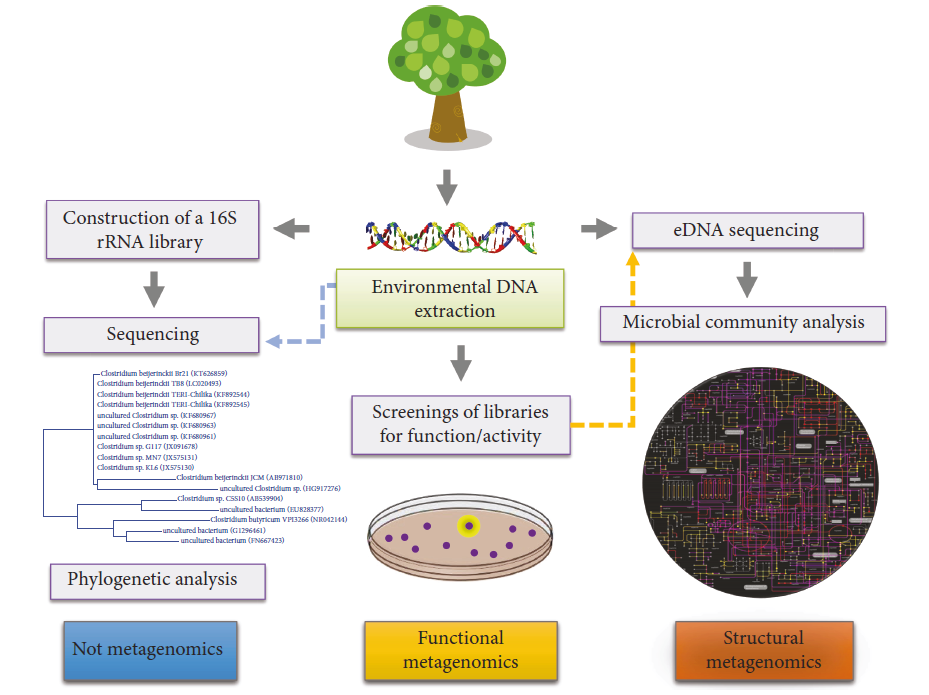 Construction of a 16S
rRNA library
eDNA sequencing
Environmental DNA
extraction
Sequencing
Microbial community analysis
Screenings of libraries
for function/activity
Clostridium beijerinckii Br21 (KT626859)
Clostridium beijerinckii TB8 (LC020493)
Clostridium beijerinckii TERI-Chilika (KF892544)
Clostridium beijerinckii TERI-Chilika (KF892545)
uncultured Clostridium sp. (KF680967)
uncultured Clostridium sp. (KF680963)
uncultured Clostridium sp. (KF680961)
Clostridium sp. G117 (JX091678)
Clostridium sp. MN7 (JX575131)
Clostridium sp. KL6 (JX575130)
Clostridium beijerinckii JCM (AB971810)
uncultured Clostridium sp. (HG917276)
Clostridium sp. CSS10 (AB539904)
uncultured bacterium (EU828377)
Clostridium butyricum VPI3266 (NR042144)
uncultured bacterium (G1296461)
uncultured bacterium (FN667423)
Phylogenetic analysis
Not metagenomics
Functional
metagenomics
Structural
metagenomics